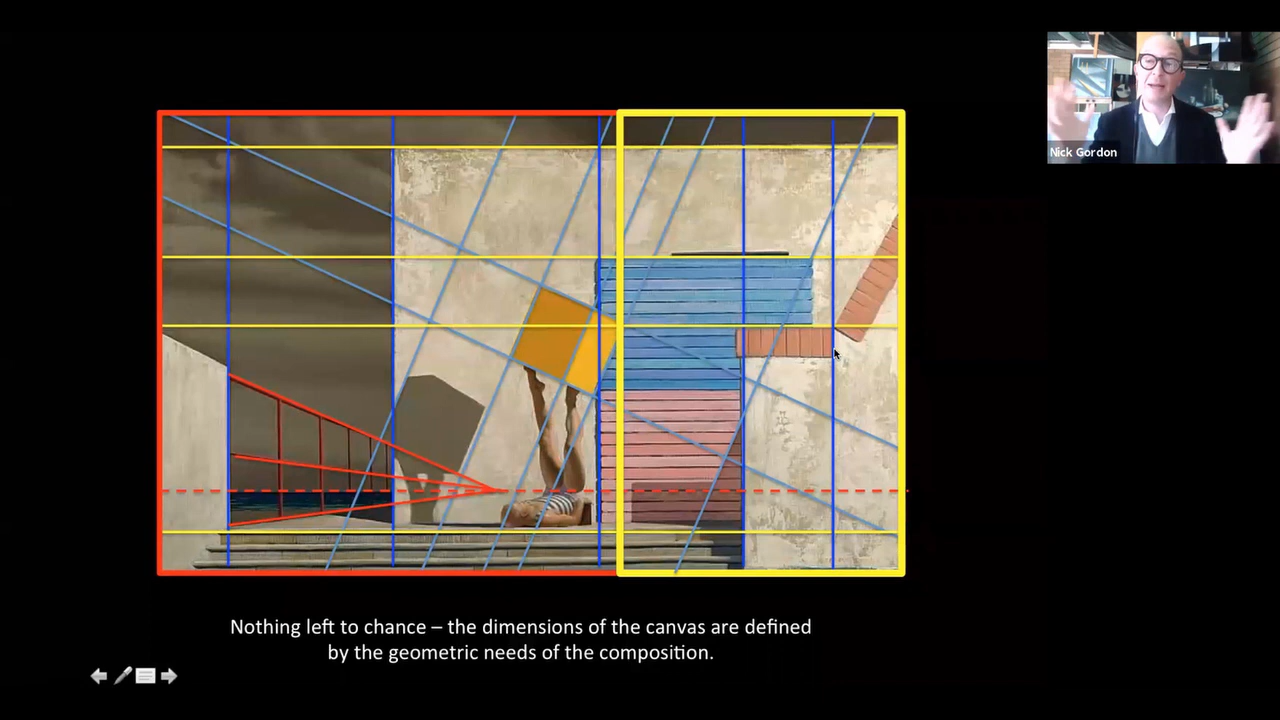 Nick Gordon
Nothing left to chance – the dimensions of the canvas are defined
by the geometric needs of the composition.